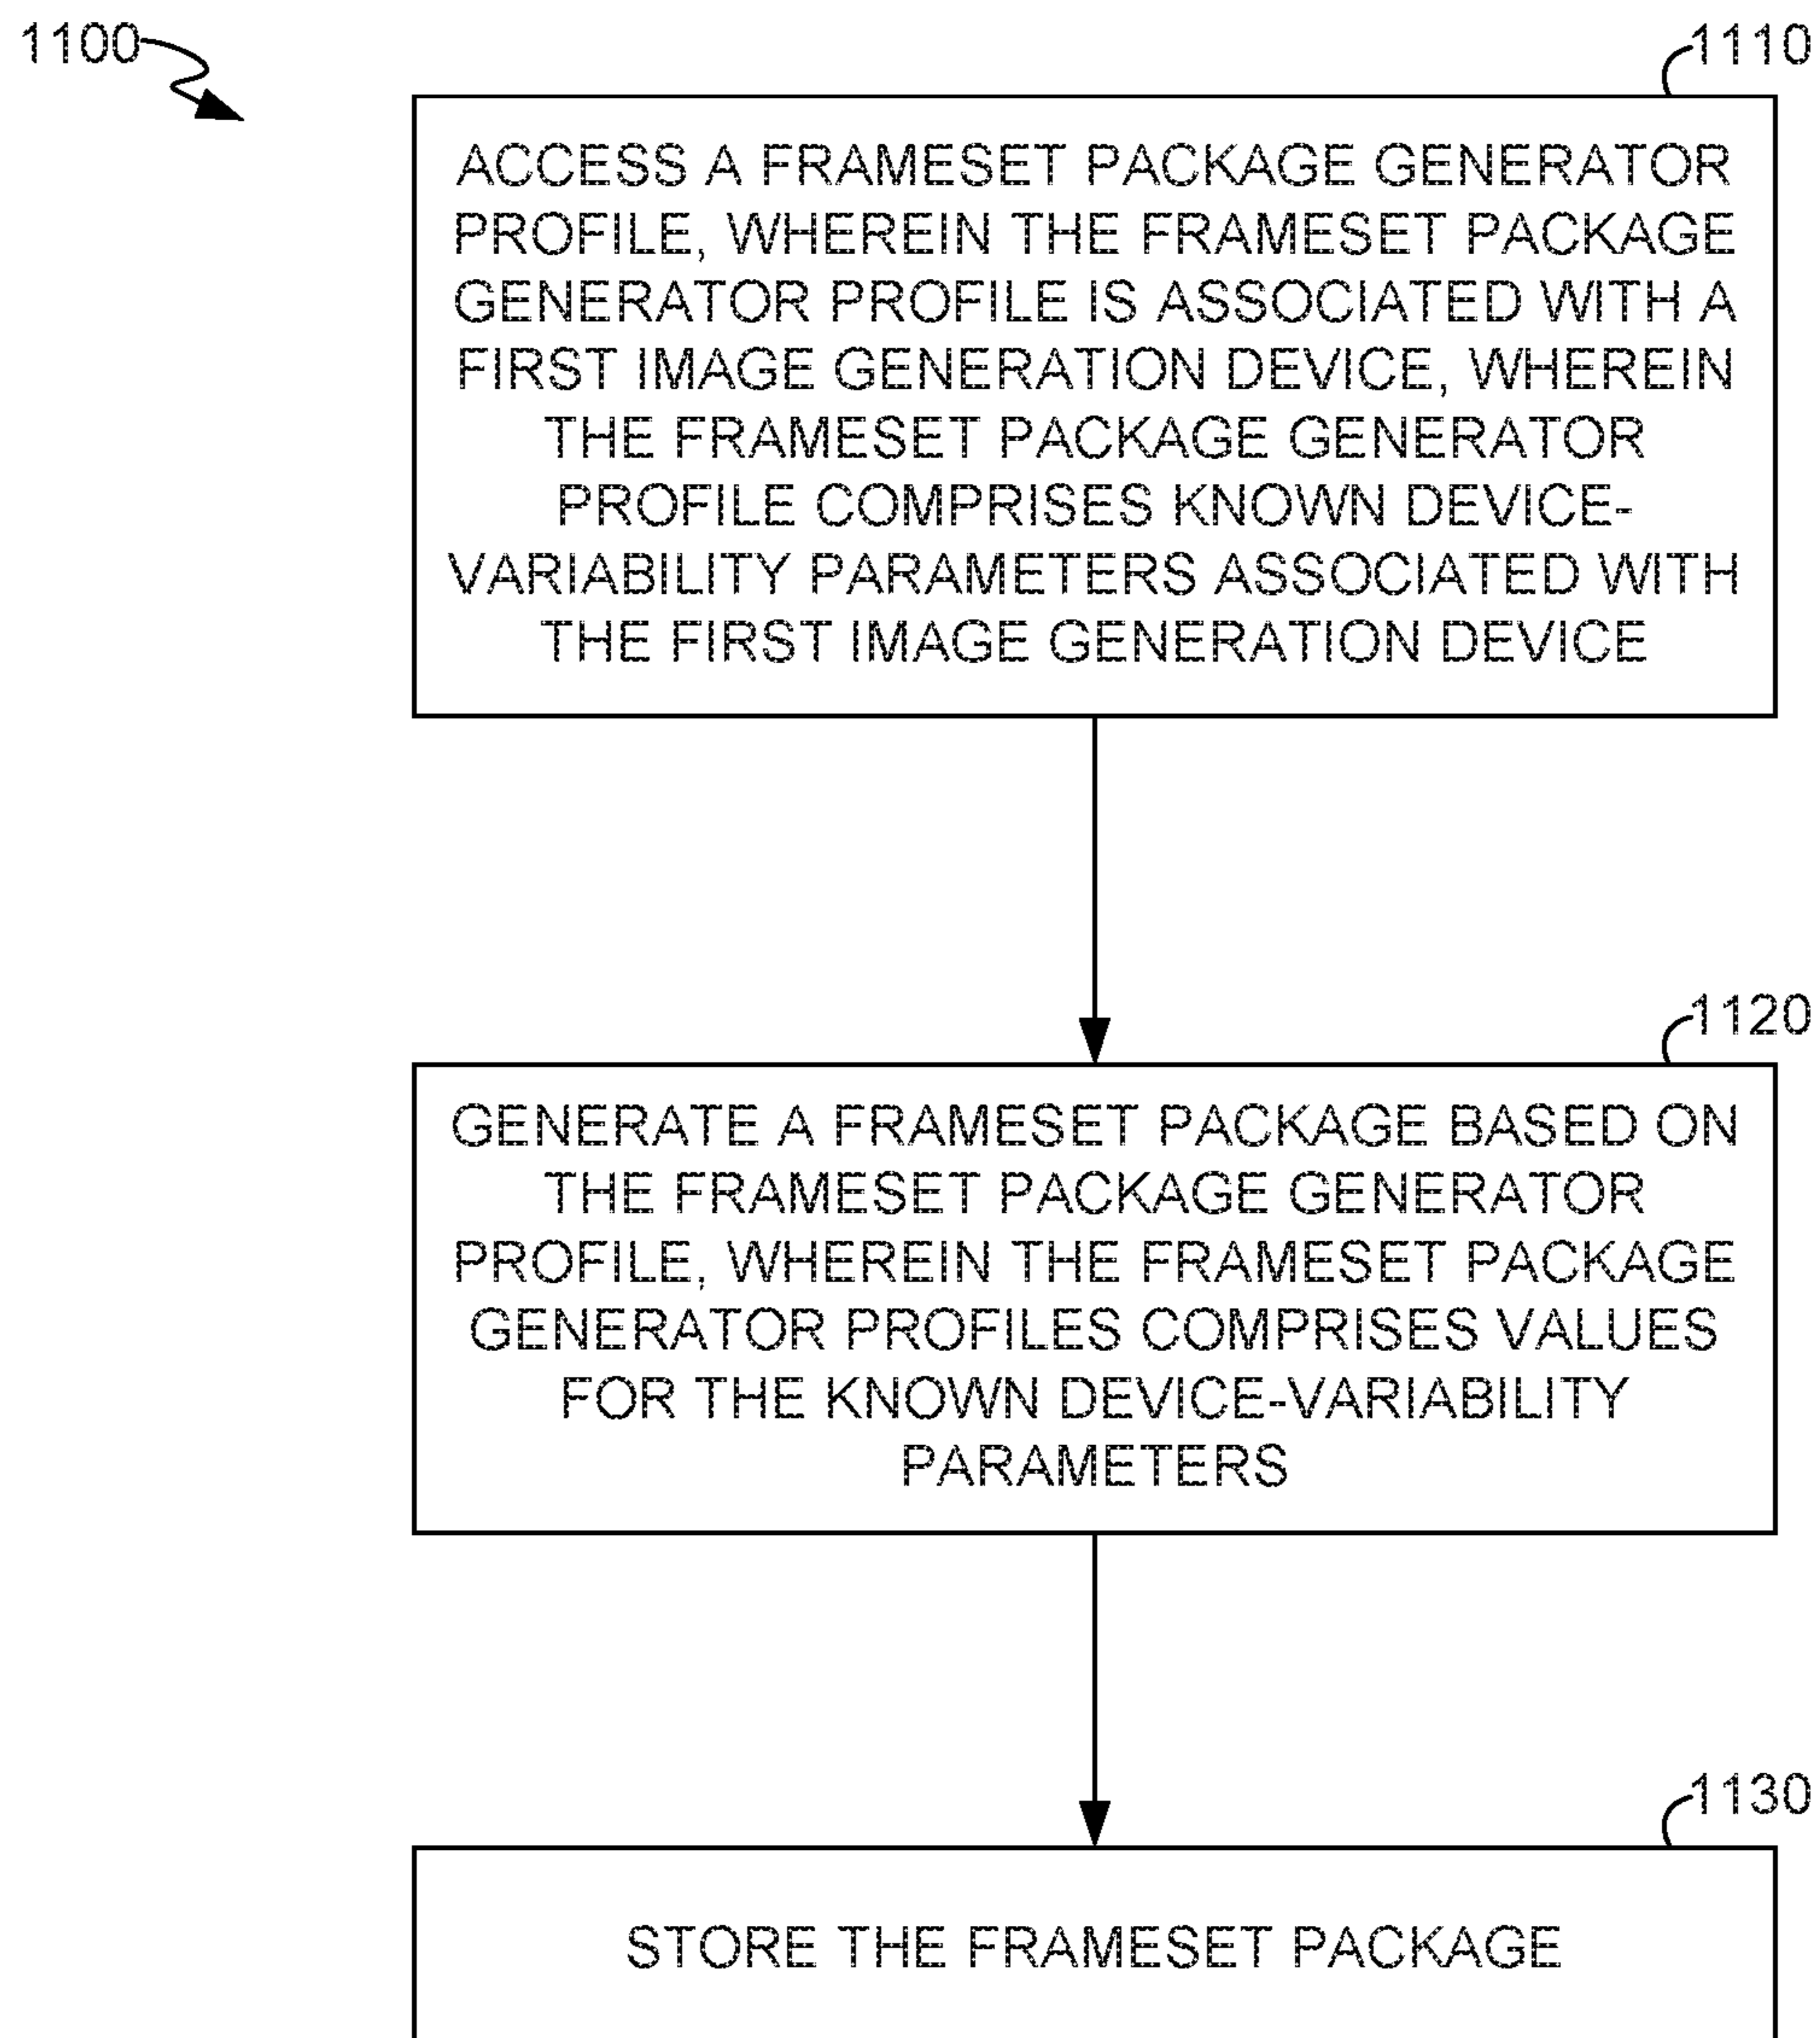 1100
1110
ACCESS A FRAMESET PACKAGE GENERATOR
PROFILE, WHEREIN THE FRAMESET PACKAGE
GENERATOR PROFILE IS ASSOCIATED WITH A
FIRST IMAGE GENERATION DEVICE, WHEREIN
THE FRAMESET PACKAGE GENERATOR
PROFILE COMPRISES KNOWN DEVICE-
VARIABILITY PARAMETERS ASSOCIATED WITH
THE FIRST IMAGE GENERATION DEVICE
1120
GENERATE A FRAMESET PACKAGE BASED ON
THE FRAMESET PACKAGE GENERATOR
PROFILE, WHEREIN THE FRAMESET PACKAGE
GENERATOR PROFILES COMPRISES VALUES
FOR THE KNOWN DEVICE-VARIABILITY
PARAMETERS
1130
STORE THE FRAMESET PACKAGE